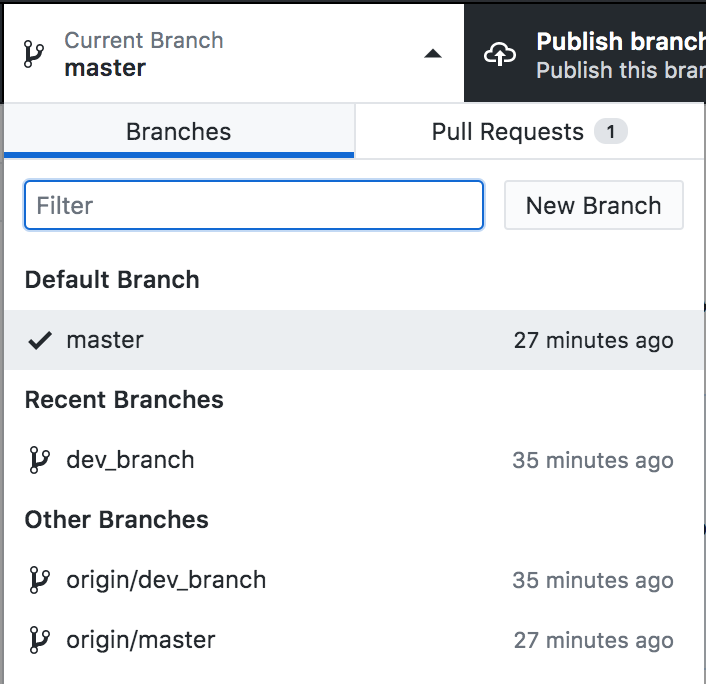 Current Branch
master
Publish branch
Publish this bran
Branches
Pull Requests 1
Filter
New Branch
Default Branch
master 27 minutes ago
Recent Branches
dev_branch 35 minutes ago
Other Branches
origin/dev_branch 35 minutes ago
origin/master 27 minutes ago